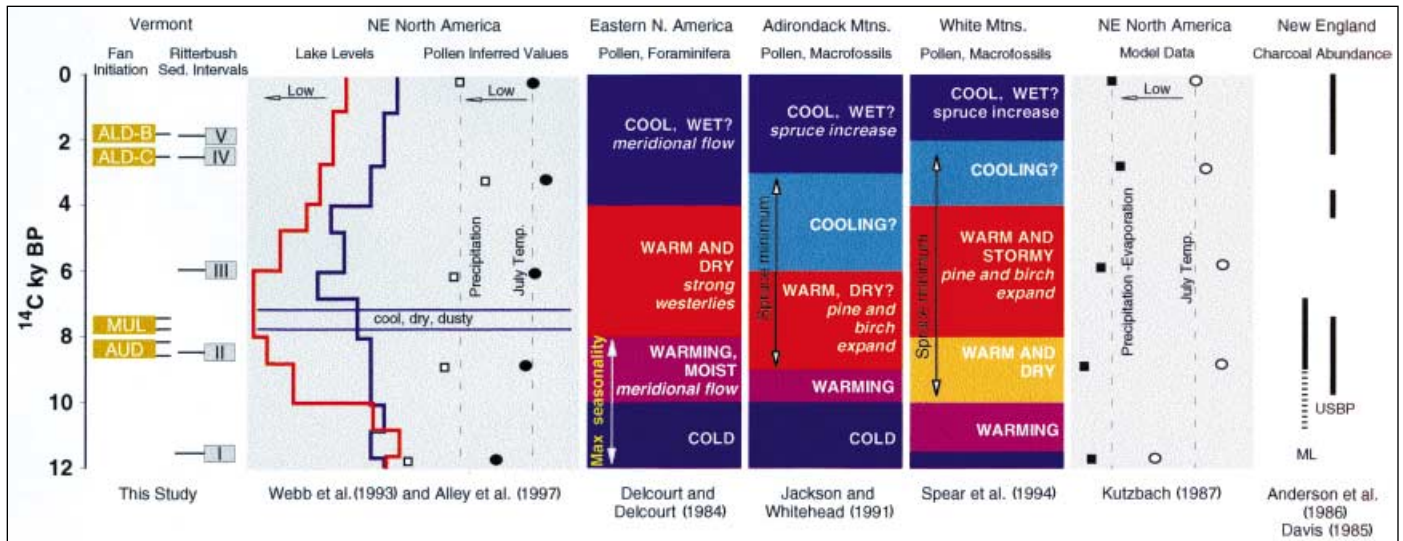 Vermont
NE North America
Eastern N. America
Adirondack Mtns.
White Mtns.
NE North America
New England
Fan
Initiation
Ritterbush
Sed. Intervals
Lake Levels
Pollen Inferred Values
Pollen, Foraminifera
Pollen, Macrofossils
Pollen, Macrofossils
Model Data
Charcoal Abundance
14C ky BP
0
2
4
6
8
10
12
ALD-B
ALD-C
MUL
AUD
V
IV
III
II
I
Low
Low
Precipitation
July Temp.
cool, dry, dusty
COOL, WET?
meridional flow
WARM AND
DRY
strong
westerlies
WARMING,
MOIST
meridional flow
COLD
Max seasonality
COOL, WET?
spruce increase
COOLING?
WARM, DRY?
pine and
birch
expand
WARMING
COLD
Spruce minimum
COOL, WET?
spruce increase
COOLING?
WARM AND
STORMY
pine and birch
expand
WARM AND
DRY
WARMING
Spruce minimum
Low
Precipitation -Evaporation
July Temp.
USBP
ML
This Study
Webb et al.(1993) and Alley et al. (1997)
Delcourt and
Delcourt (1984)
Jackson and
Whitehead (1991)
Spear et al. (1994)
Kutzbach (1987)
Anderson et al.
(1986)
Davis (1985)